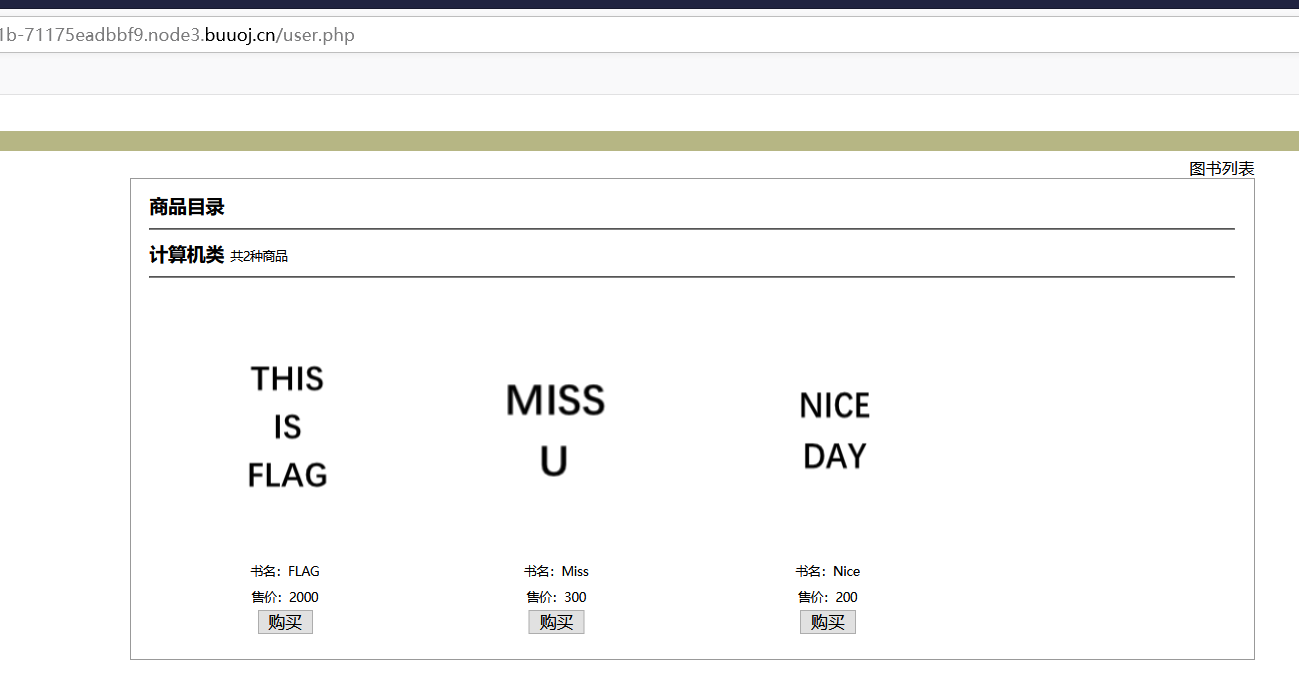 1b-71175eadbbf9.node3.buuoj.cn/user.php
图书列表
商品目录
计算机类 共2种商品
THIS
IS
FLAG
MISS
U
NICE
DAY
书名：FLAG
售价：2000
购买
书名：Miss
售价：300
购买
书名：Nice
售价：200
购买